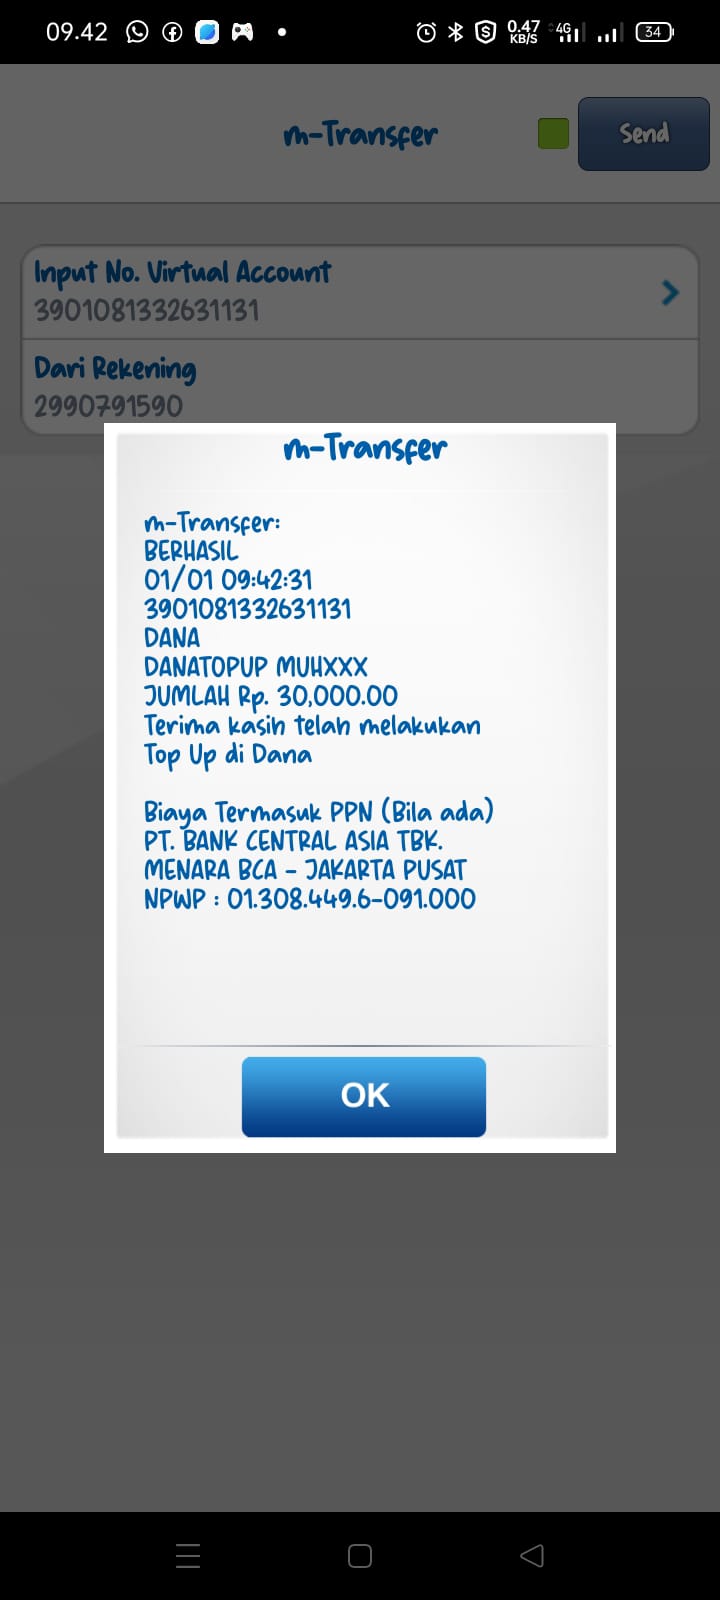 09.42
0.47
KB/S
4G
34
m-Transfer
Send
Input No. Virtual Account
3901081332631131
Dari Rekening
2990791590
m-Transfer
m-Transfer:
BERHASIL
01/01 09:42:31
3901081332631131
DANA
DANATOPUP MUHXXX
JUMLAH Rp. 30,000.00
Terima kasih telah melakukan
Top Up di Dana
Biaya Termasuk PPN (Bila ada)
PT. BANK CENTRAL ASIA TBK.
MENARA BCA - JAKARTA PUSAT
NPWP : 01.308.449.6-091.000
OK